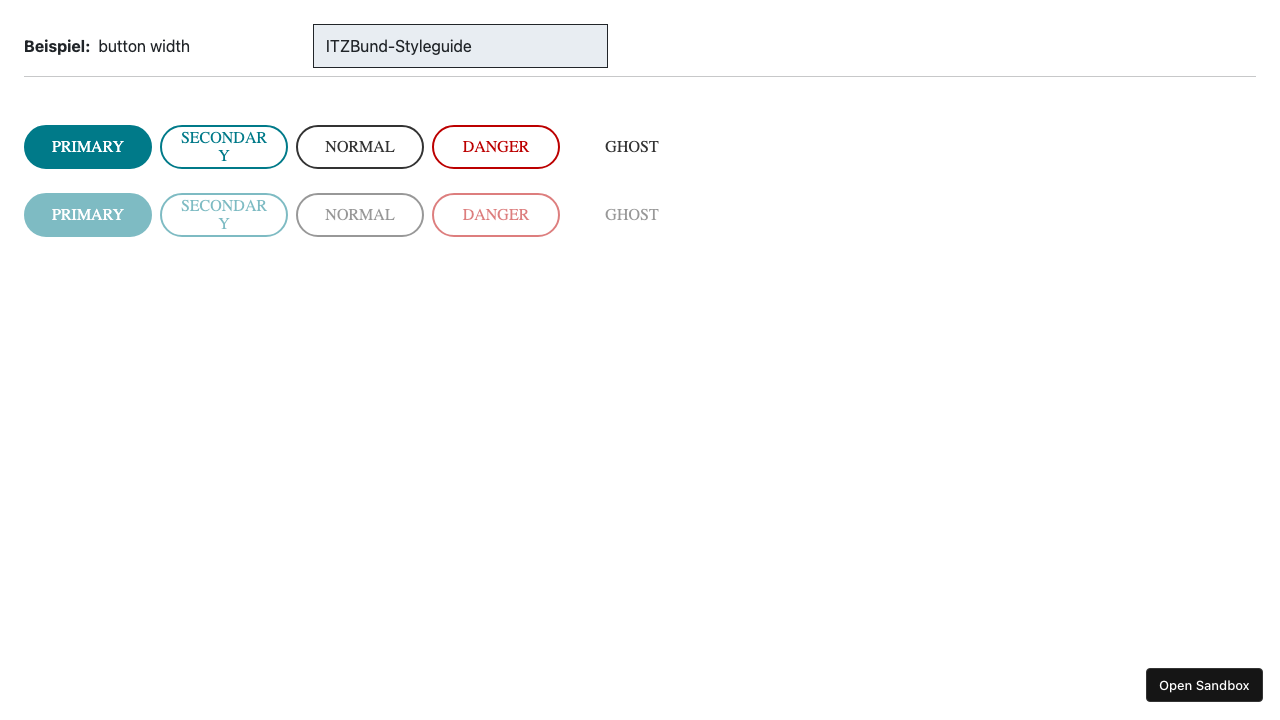 Beispiel: button width
ITZBund-Styleguide
PRIMARY
SECONDAR
Y
NORMAL
DANGER
GHOST
PRIMARY
SECONDAR
Y
NORMAL
DANGER
GHOST
Open Sandbox